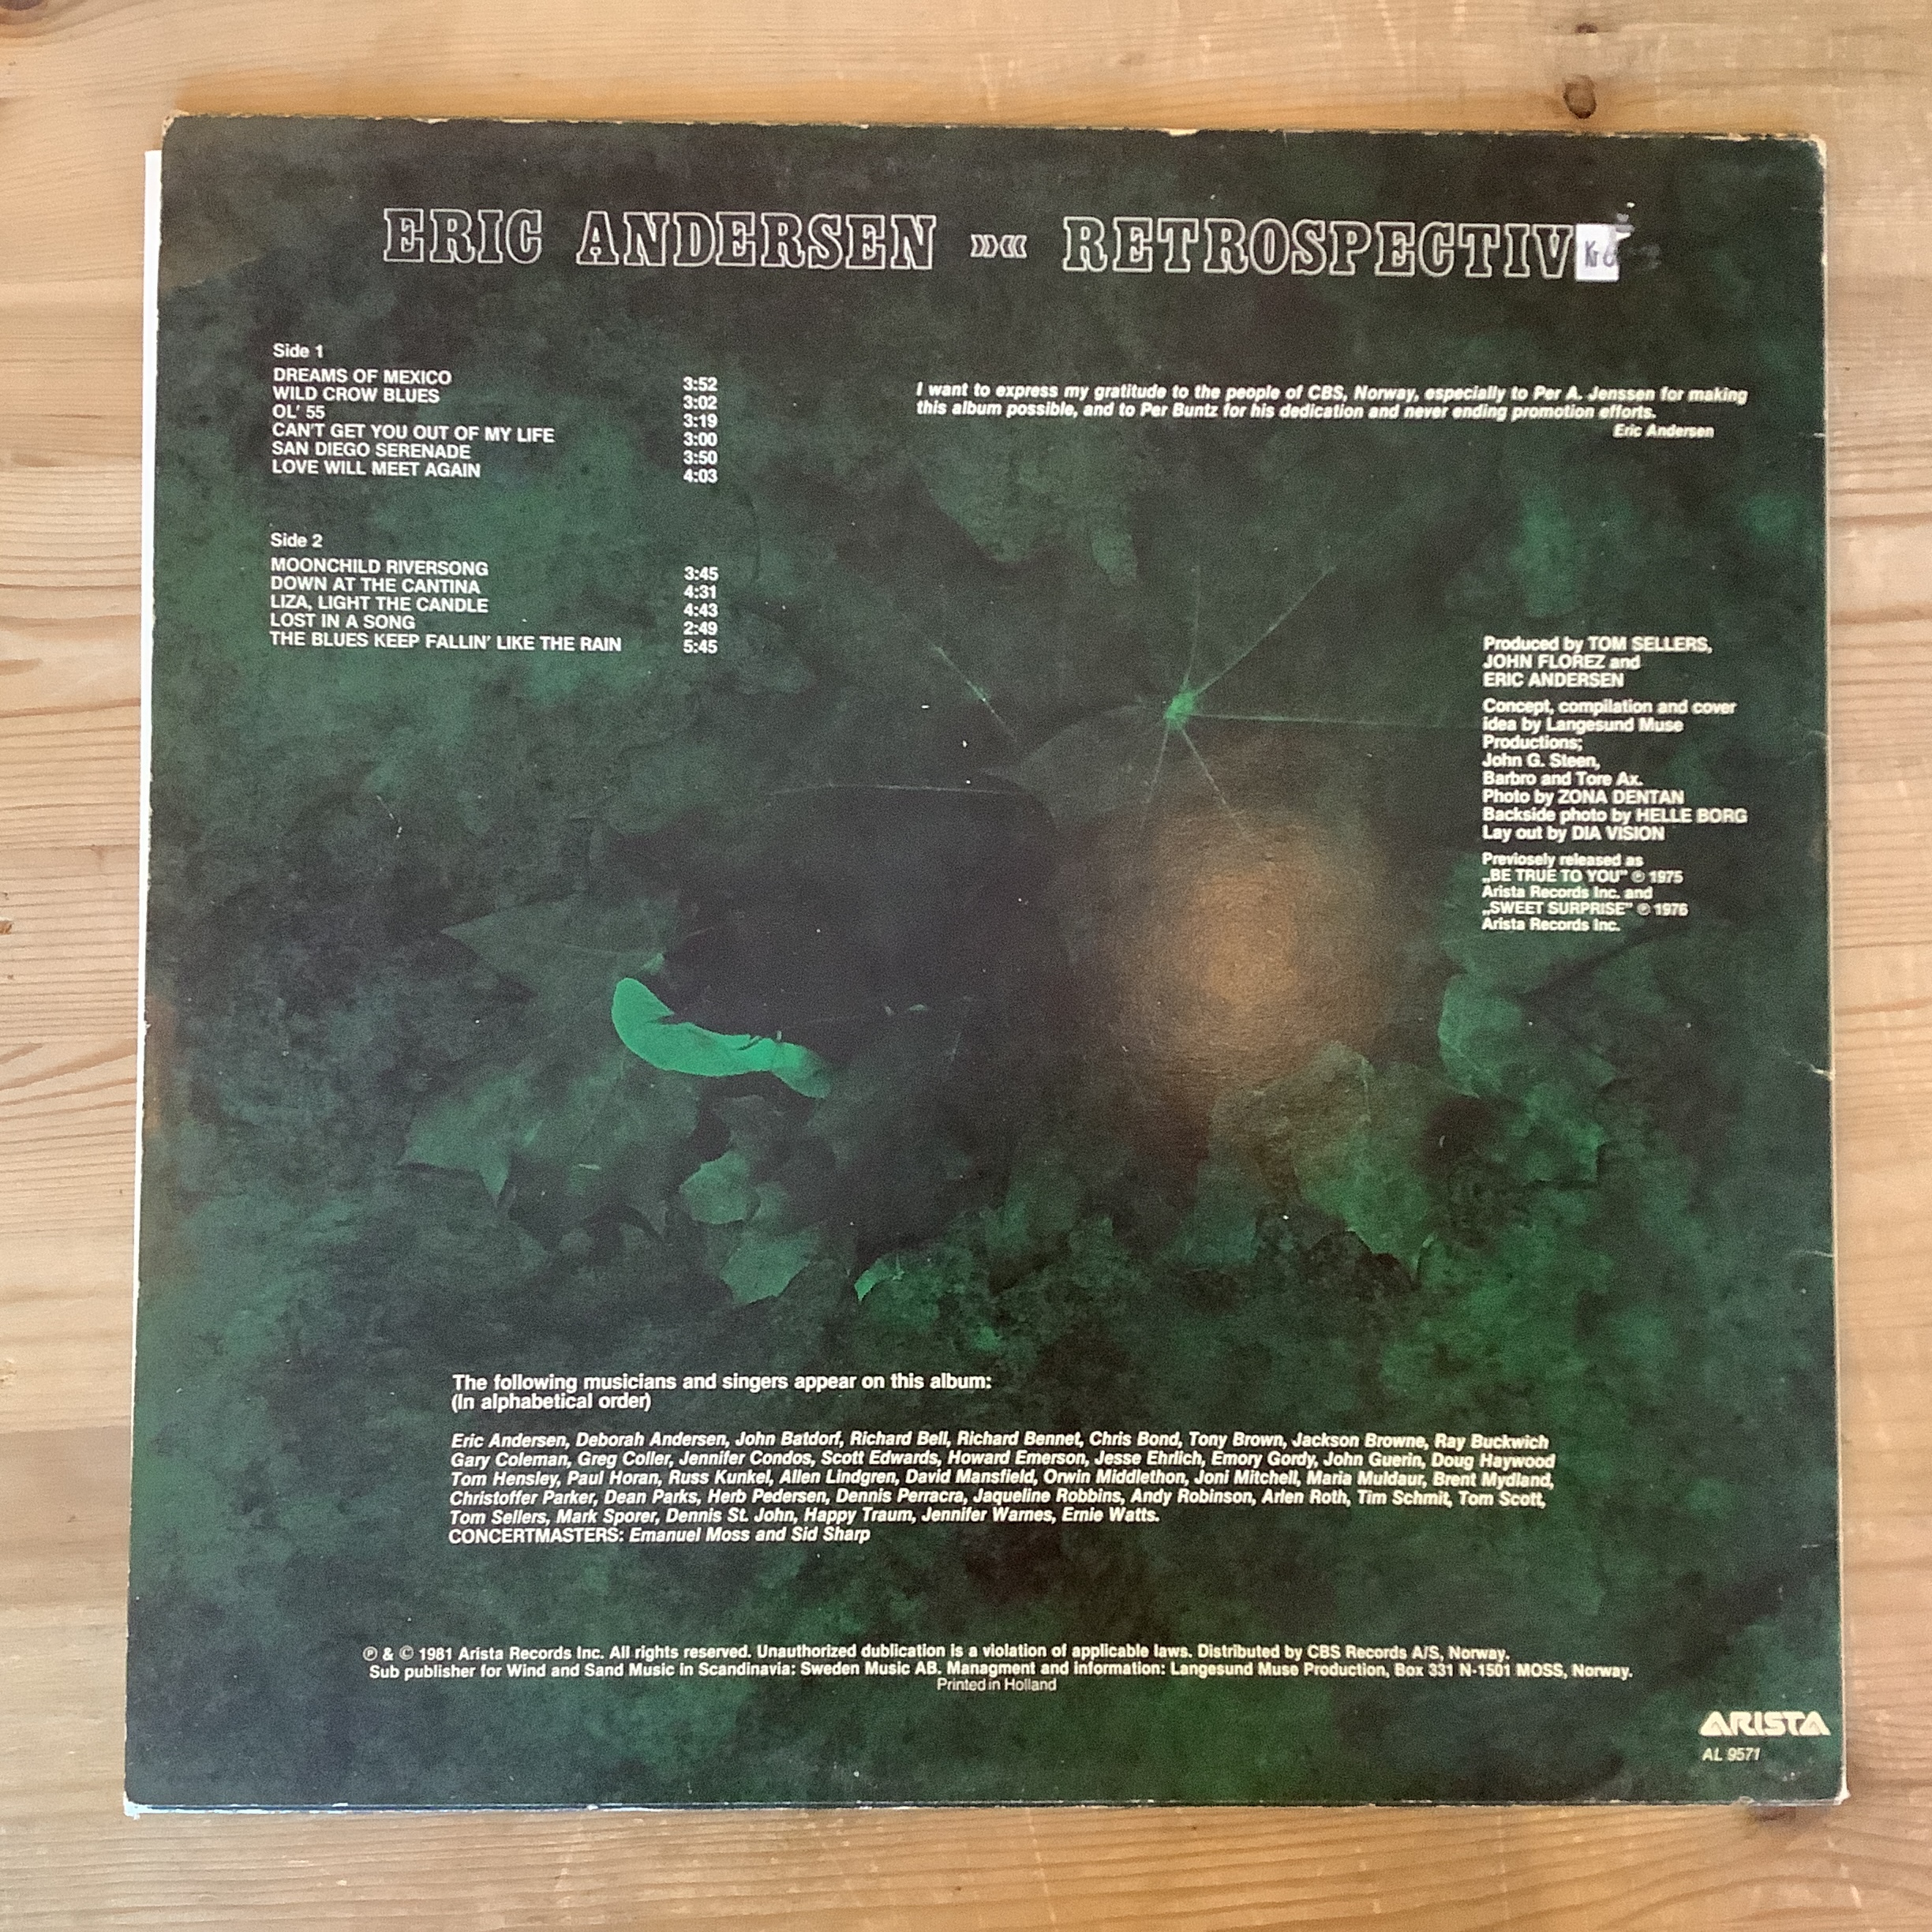 ERIC ANDERSEN »»«« RETROSPECTIV
Kr
Side 1
DREAMS OF MEXICO 3:52
WILD CROW BLUES 3:02
OL' 55 3:19
CAN'T GET YOU OUT OF MY LIFE 3:00
SAN DIEGO SERENADE 3:50
LOVE WILL MEET AGAIN 4:03
I want to express my gratitude to the people of CBS, Norway, especially to Per A. Jenssen for making
this album possible, and to Per Buntz for his dedication and never ending promotion efforts.
Eric Andersen
Side 2
MOONCHILD RIVERSONG 3:45
DOWN AT THE CANTINA 4:31
LIZA, LIGHT THE CANDLE 4:43
LOST IN A SONG 2:49
THE BLUES KEEP FALLIN' LIKE THE RAIN 5:45
Produced by TOM SELLERS,
JOHN FLOREZ and
ERIC ANDERSEN
Concept, compilation and cover
idea by Langesund Muse
Productions;
John G. Steen,
Barbro and Tore Ax.
Photo by ZONA DENTAN
Backside photo by HELLE BORG
Lay out by DIA VISION
Previosely released as
„BE TRUE TO YOU" ℗ 1975
Arista Records Inc. and
„SWEET SURPRISE" ℗ 1976
Arista Records Inc.
The following musicians and singers appear on this album:
(In alphabetical order)
Eric Andersen, Deborah Andersen, John Batdorf, Richard Bell, Richard Bennet, Chris Bond, Tony Brown, Jackson Browne, Ray Buckwich
Gary Coleman, Greg Coller, Jennifer Condos, Scott Edwards, Howard Emerson, Jesse Ehrlich, Emory Gordy, John Guerin, Doug Haywood
Tom Hensley, Paul Horan, Russ Kunkel, Allen Lindgren, David Mansfield, Orwin Middlethon, Joni Mitchell, Maria Muldaur, Brent Mydland,
Christoffer Parker, Dean Parks, Herb Pedersen, Dennis Perracra, Jaqueline Robbins, Andy Robinson, Arlen Roth, Tim Schmit, Tom Scott,
Tom Sellers, Mark Sporer, Dennis St. John, Happy Traum, Jennifer Warnes, Ernie Watts.
CONCERTMASTERS: Emanuel Moss and Sid Sharp
℗ & © 1981 Arista Records Inc. All rights reserved. Unauthorized dublication is a violation of applicable laws. Distributed by CBS Records A/S, Norway.
Sub publisher for Wind and Sand Music in Scandinavia: Sweden Music AB. Managment and information: Langesund Muse Production, Box 331 N-1501 MOSS, Norway.
Printed in Holland
ARISTA
AL 9571